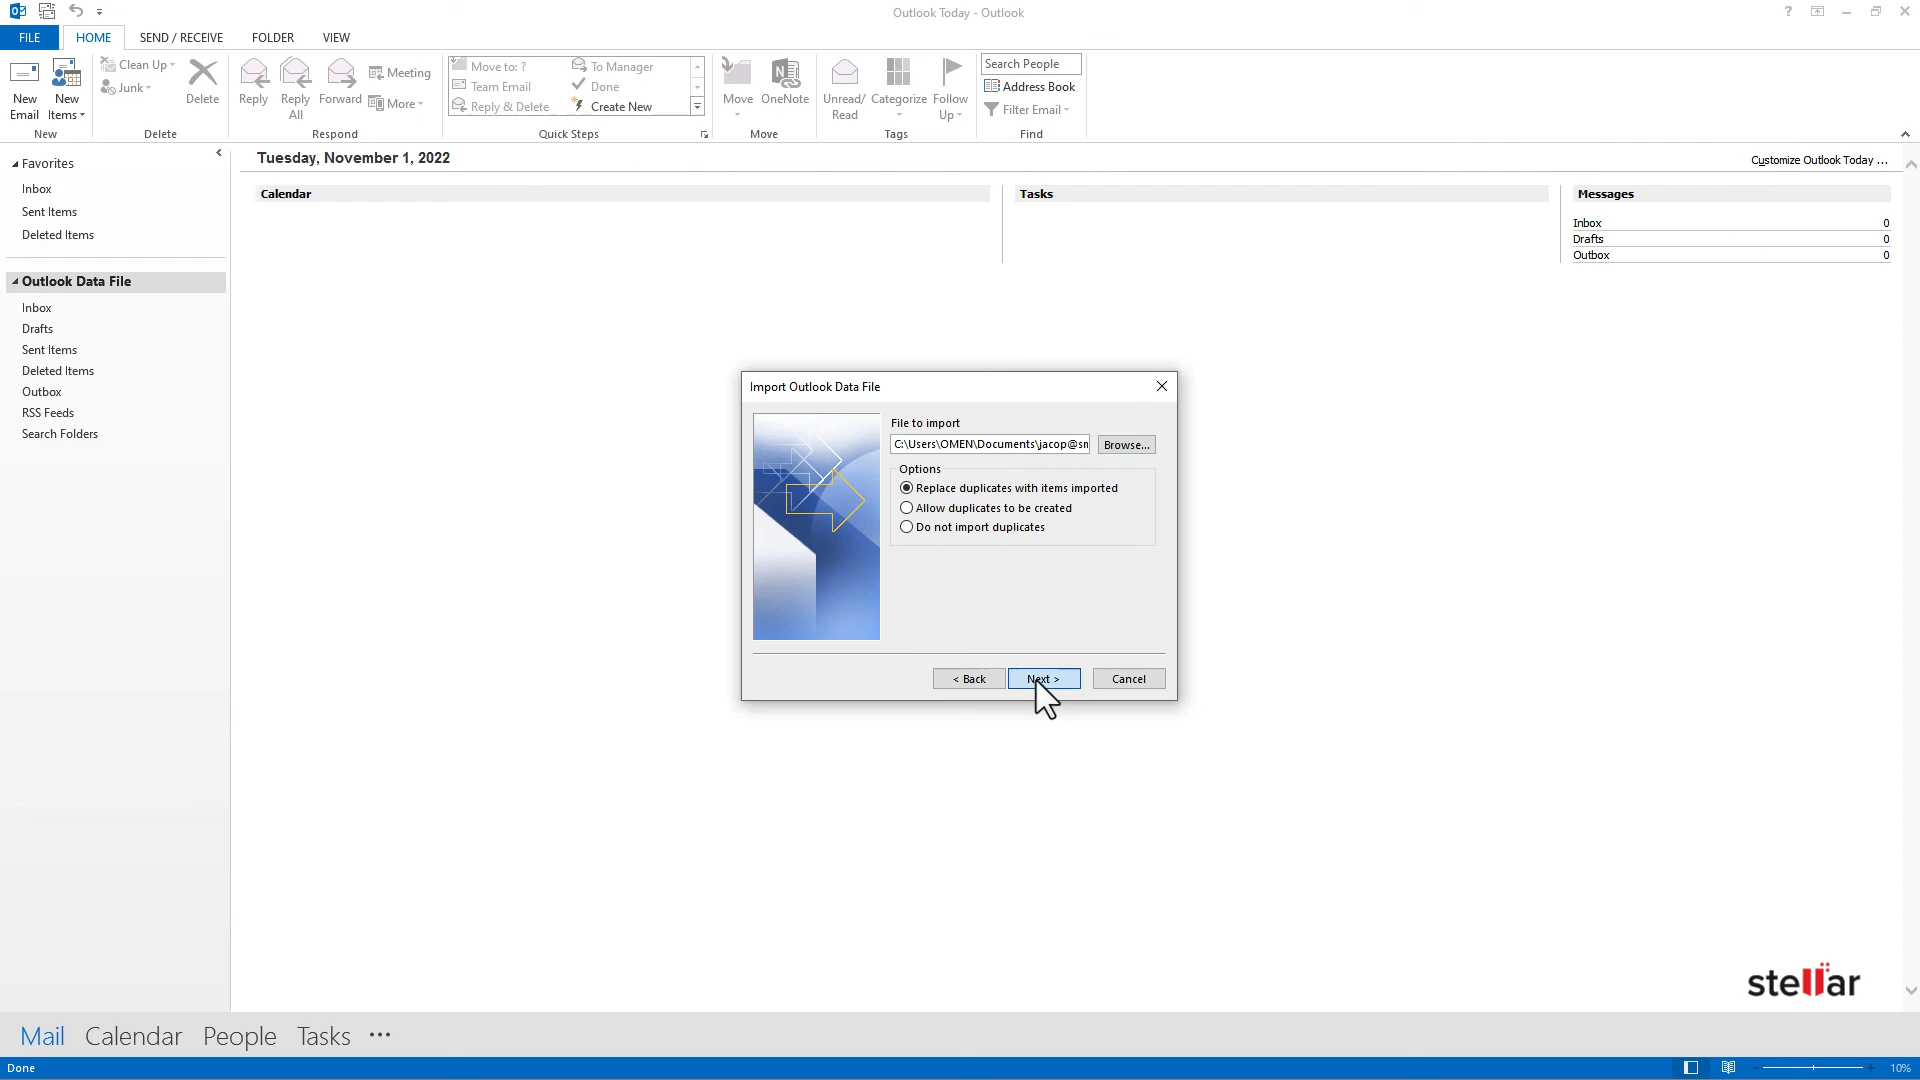 Outlook Today - Outlook
FILE HOME SEND / RECEIVE FOLDER VIEW
New Email
New Items
New
Clean Up
Junk
Delete
Delete
Reply
Reply All
Forward
Meeting
More
Respond
Move to: ?
Team Email
Reply & Delete
To Manager
Done
Create New
Quick Steps
Move
OneNote
Move
Unread/ Read
Categorize
Follow Up
Tags
Search People
Address Book
Filter Email
Find
Favorites
Inbox
Sent Items
Deleted Items
Outlook Data File
Inbox
Drafts
Sent Items
Deleted Items
Outbox
RSS Feeds
Search Folders
Tuesday, November 1, 2022
Customize Outlook Today ...
Calendar
Tasks
Messages
Inbox 0
Drafts 0
Outbox 0
Import Outlook Data File
File to import
C:\Users\OMEN\Documents\jacop@sn
Browse...
Options
Replace duplicates with items imported
Allow duplicates to be created
Do not import duplicates
< Back Next > Cancel
stellar
Mail Calendar People Tasks ...
Done
10%